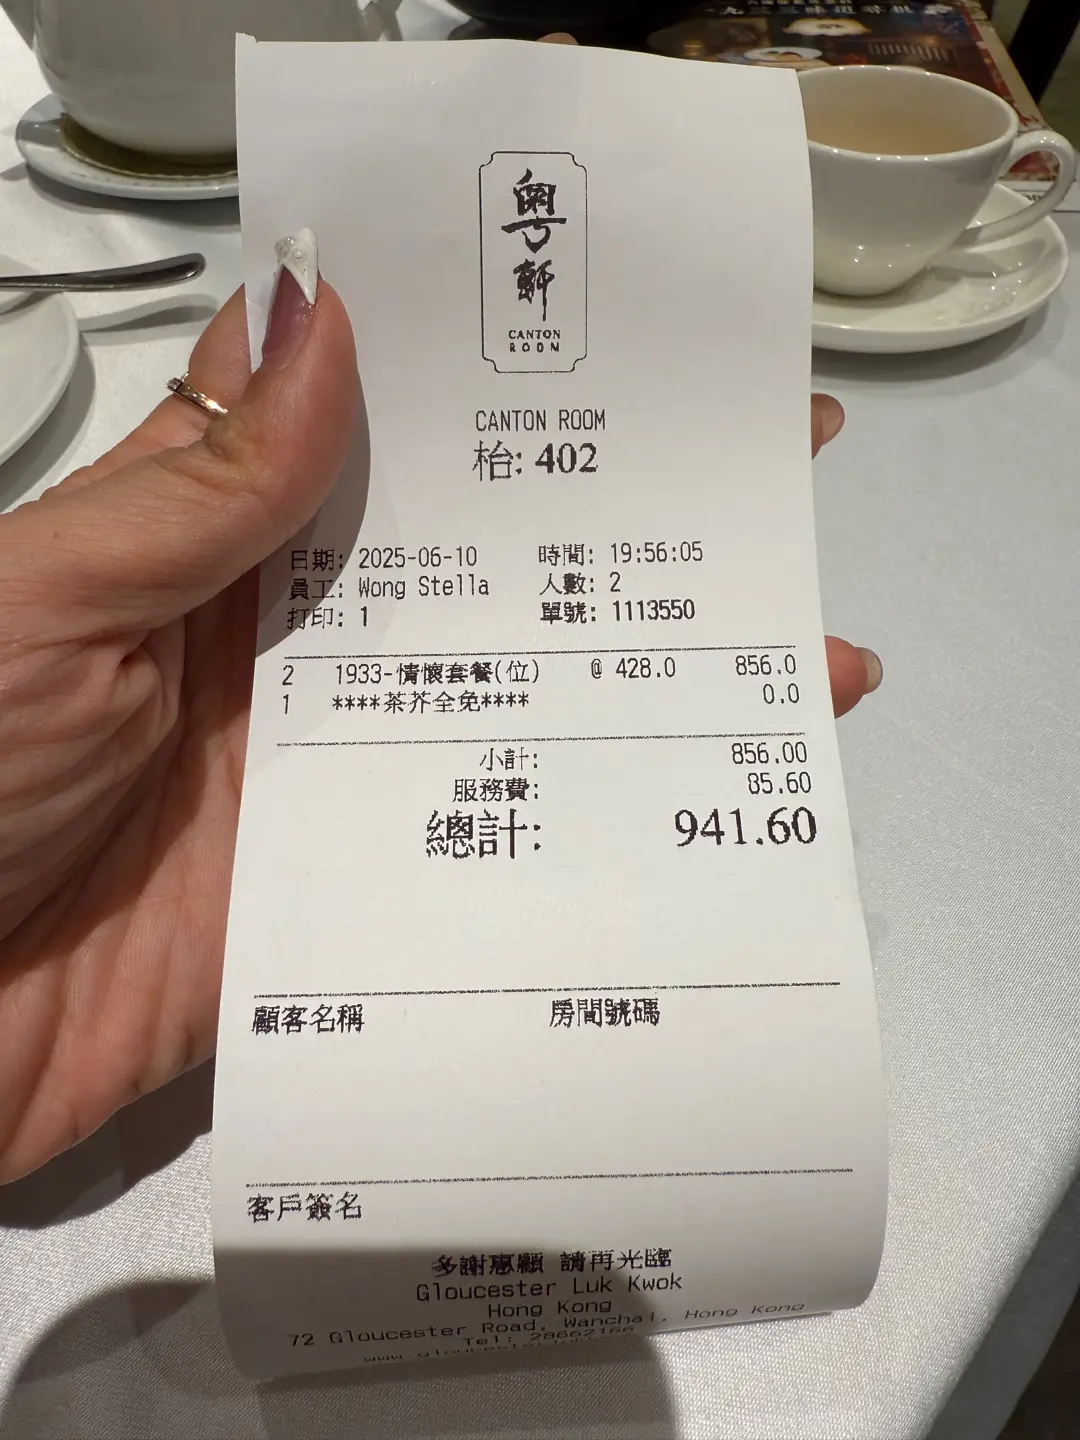 粵軒
CANTON
ROOM
CANTON ROOM
枱: 402
日期: 2025-06-10 時間: 19:56:05
員工: Wong Stella 人數: 2
打印: 1 單號: 1113550
2 1933-情懷套餐(位) @ 428.0 856.0
1 ****茶芥全免**** 0.0
小計: 856.00
服務費: 85.60
總計: 941.60
顧客名稱 房間號碼
客戶簽名
多謝惠顧 請再光臨
Gloucester Luk Kwok
Hong Kong
72 Gloucester Road, Wanchai, Hong Kong
Tel: 28662166